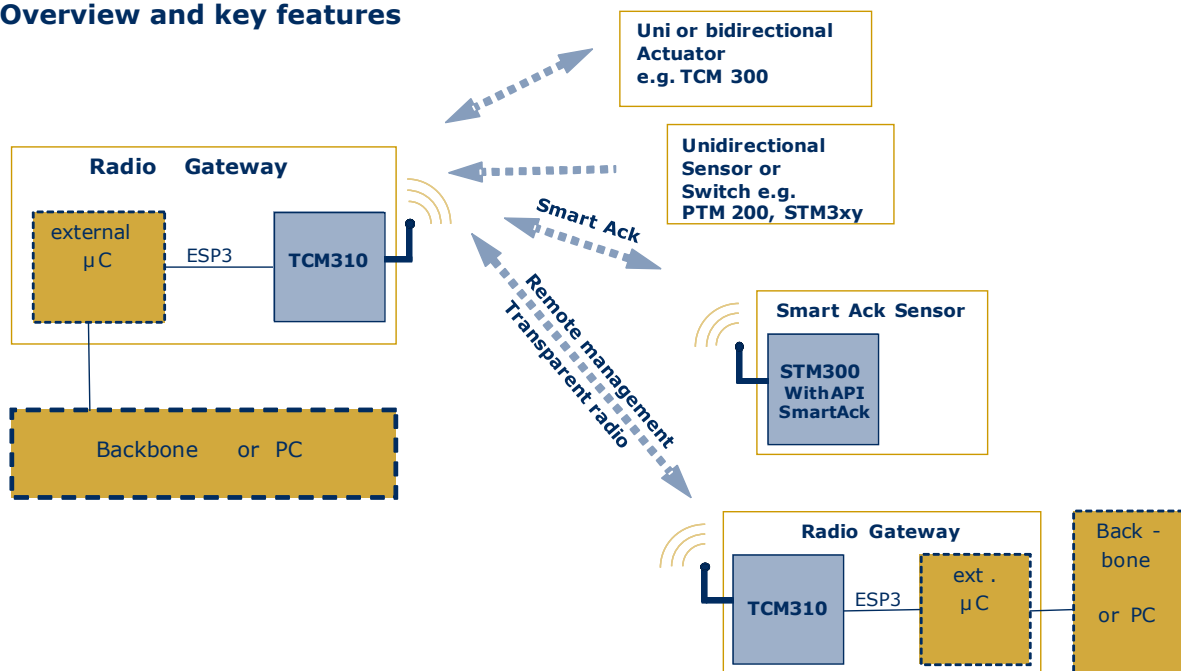 Overview and key features
Uni or bidirectional
Actuator
e.g. TCM 300
Unidirectional
Sensor or
Switch e.g.
PTM 200, STM3xy
Radio Gateway
external
µC
ESP3
TCM310
Smart Ack
Remote management
Transparent radio
Smart Ack Sensor
STM300
With API
SmartAck
Backbone or PC
Radio Gateway
TCM310
ESP3
ext .
µC
Back -
bone
or PC